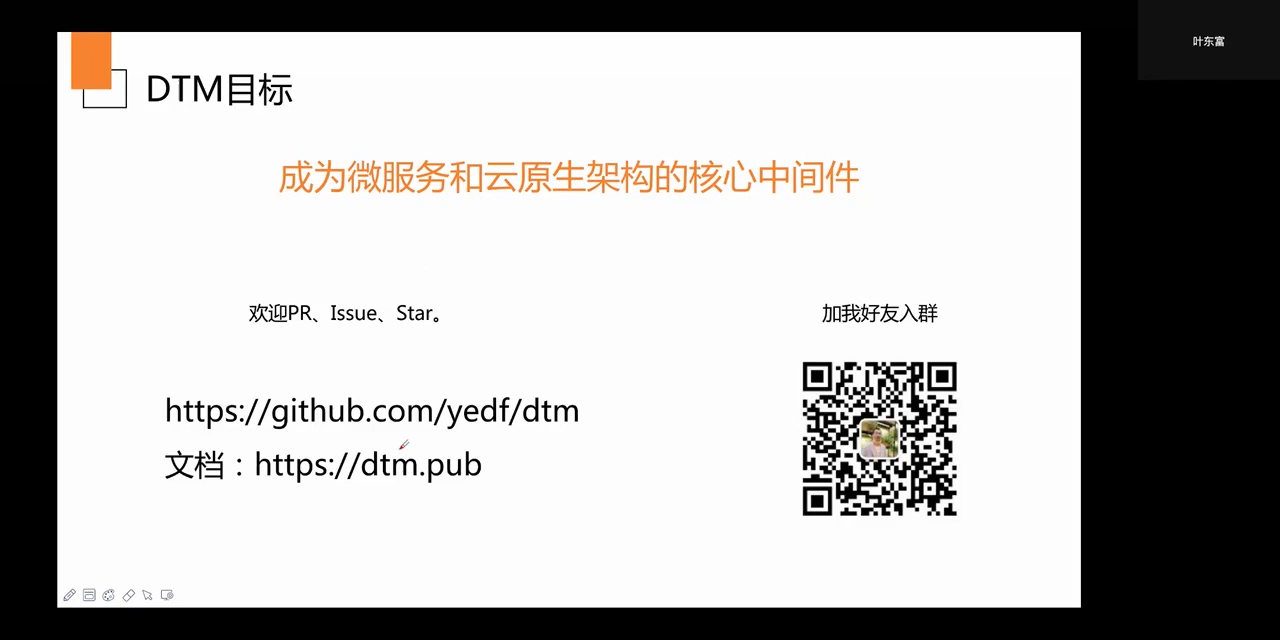 叶东富
DTM目标
成为微服务和云原生架构的核心中间件
欢迎PR、Issue、Star。
加我好友入群
https://github.com/yedf/dtm
文档：https://dtm.pub